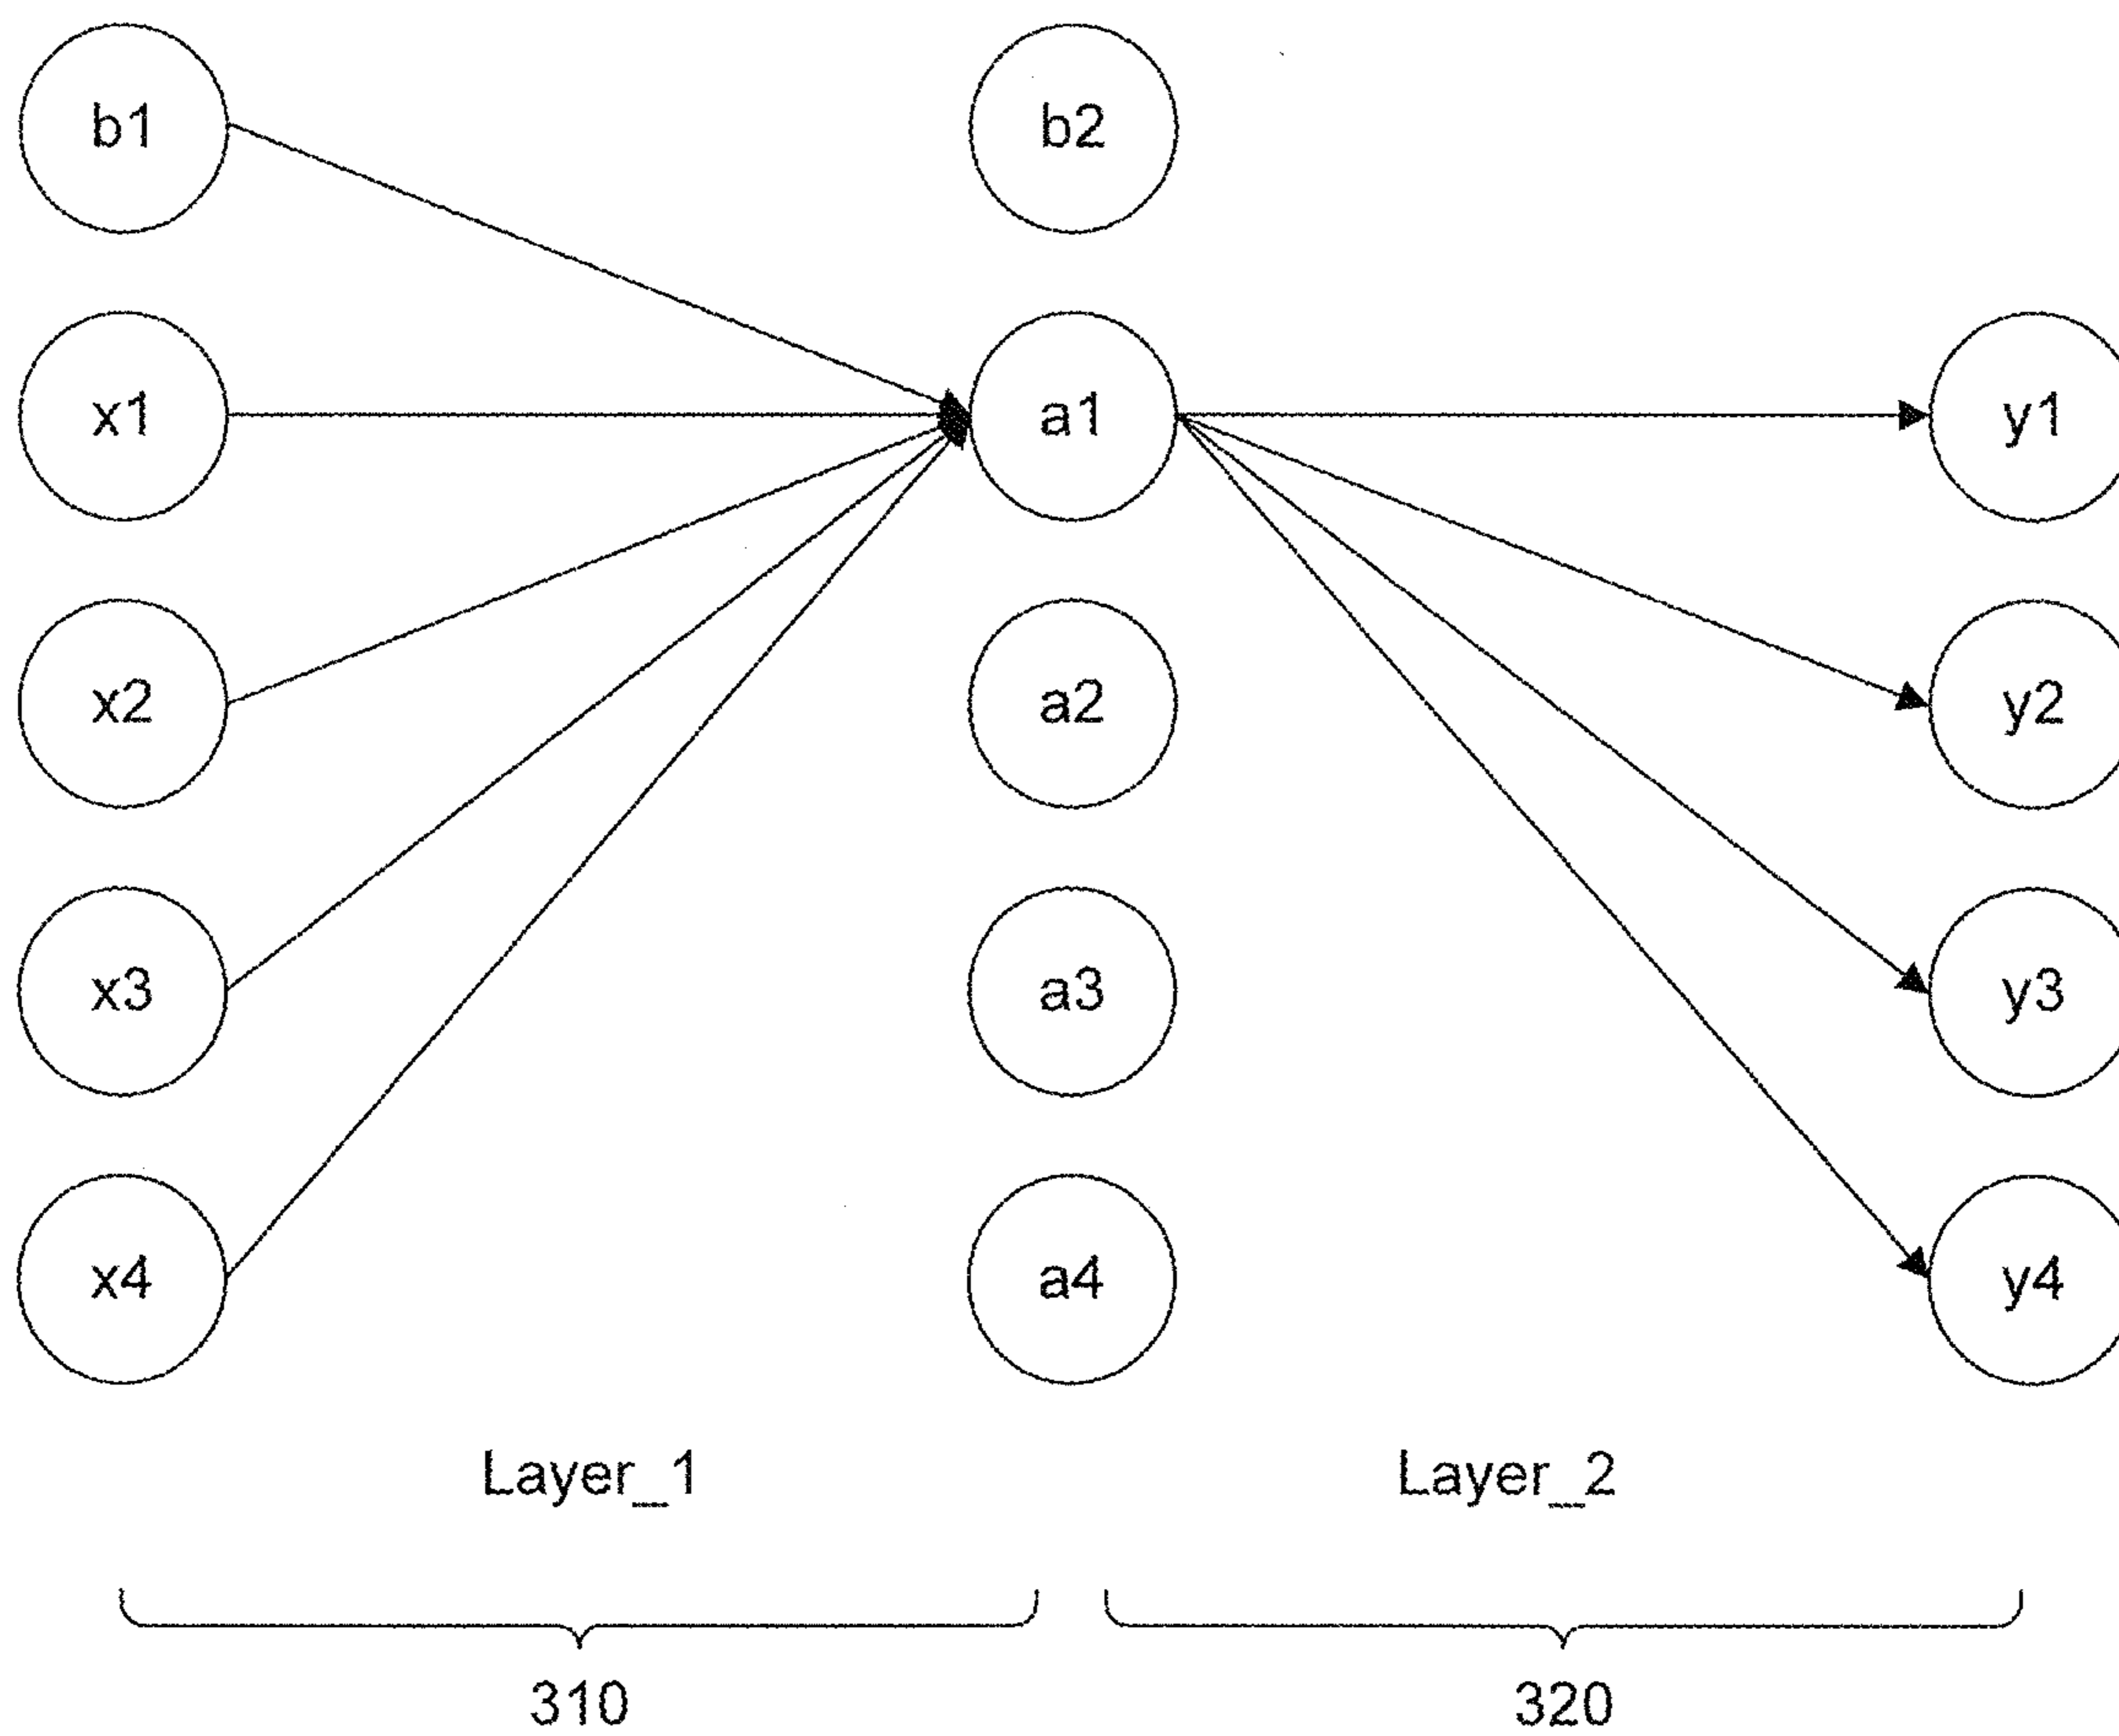 b1 b2
x1 a1 y1
x2 a2 y2
x3 a3 y3
x4 a4 y4
Layer_1 Layer_2
310 320